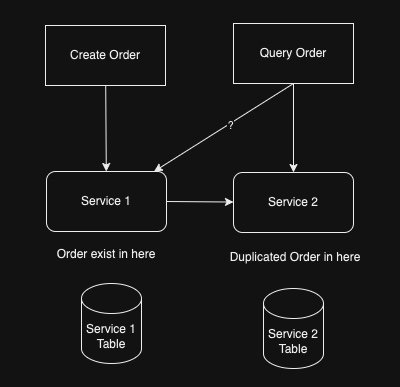 Create Order
Query Order
?
Service 1
Service 2
Order exist in here
Duplicated Order in here
Service 1
Table
Service 2
Table